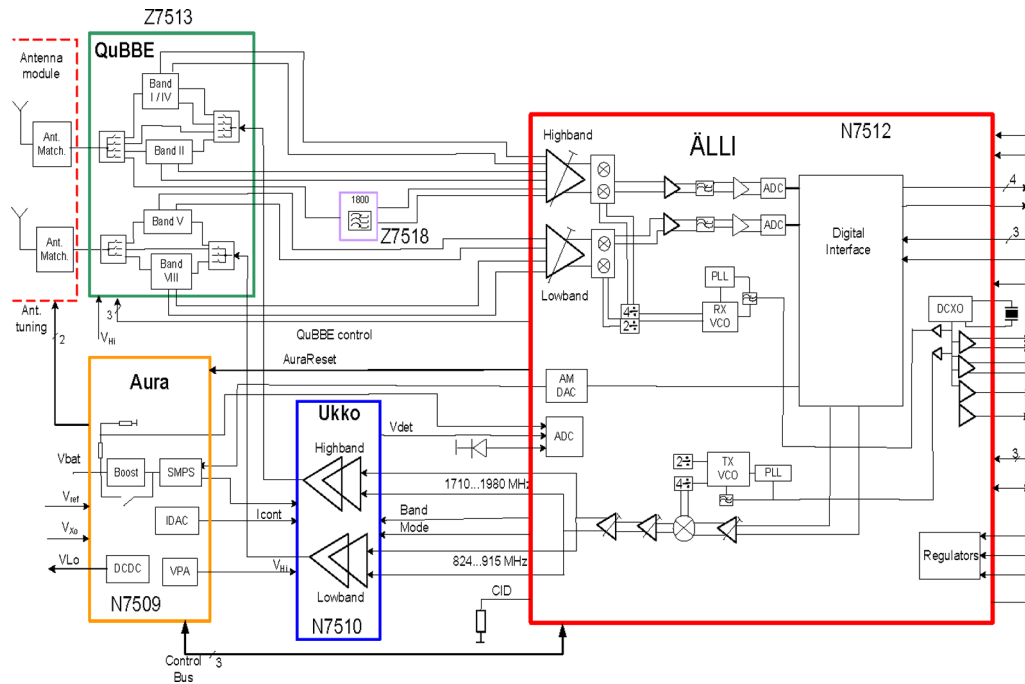 Z7513
QuBBE
Antenna
module
Ant.
Match.
Band
I / IV
Band II
Band V
Ant.
Match.
Band
VIII
Ant.
tuning
2
3
VHi
QuBBE control
1800
Z7518
N7512
ÄLLI
Highband
Lowband
ADC
ADC
Digital
Interface
4
3
PLL
RX
VCO
4÷
2÷
DCXO
AuraReset
AM
DAC
ADC
Vdet
Aura
Vbat
Boost
SMPS
Vref
IDAC
VXo
VLo
DCDC
VPA
N7509
Icont
VHi
Ukko
Highband
Lowband
N7510
1710...1980 MHz
Band
Mode
824...915 MHz
2÷
4÷
TX
VCO
PLL
3
Regulators
CID
Control
Bus
3